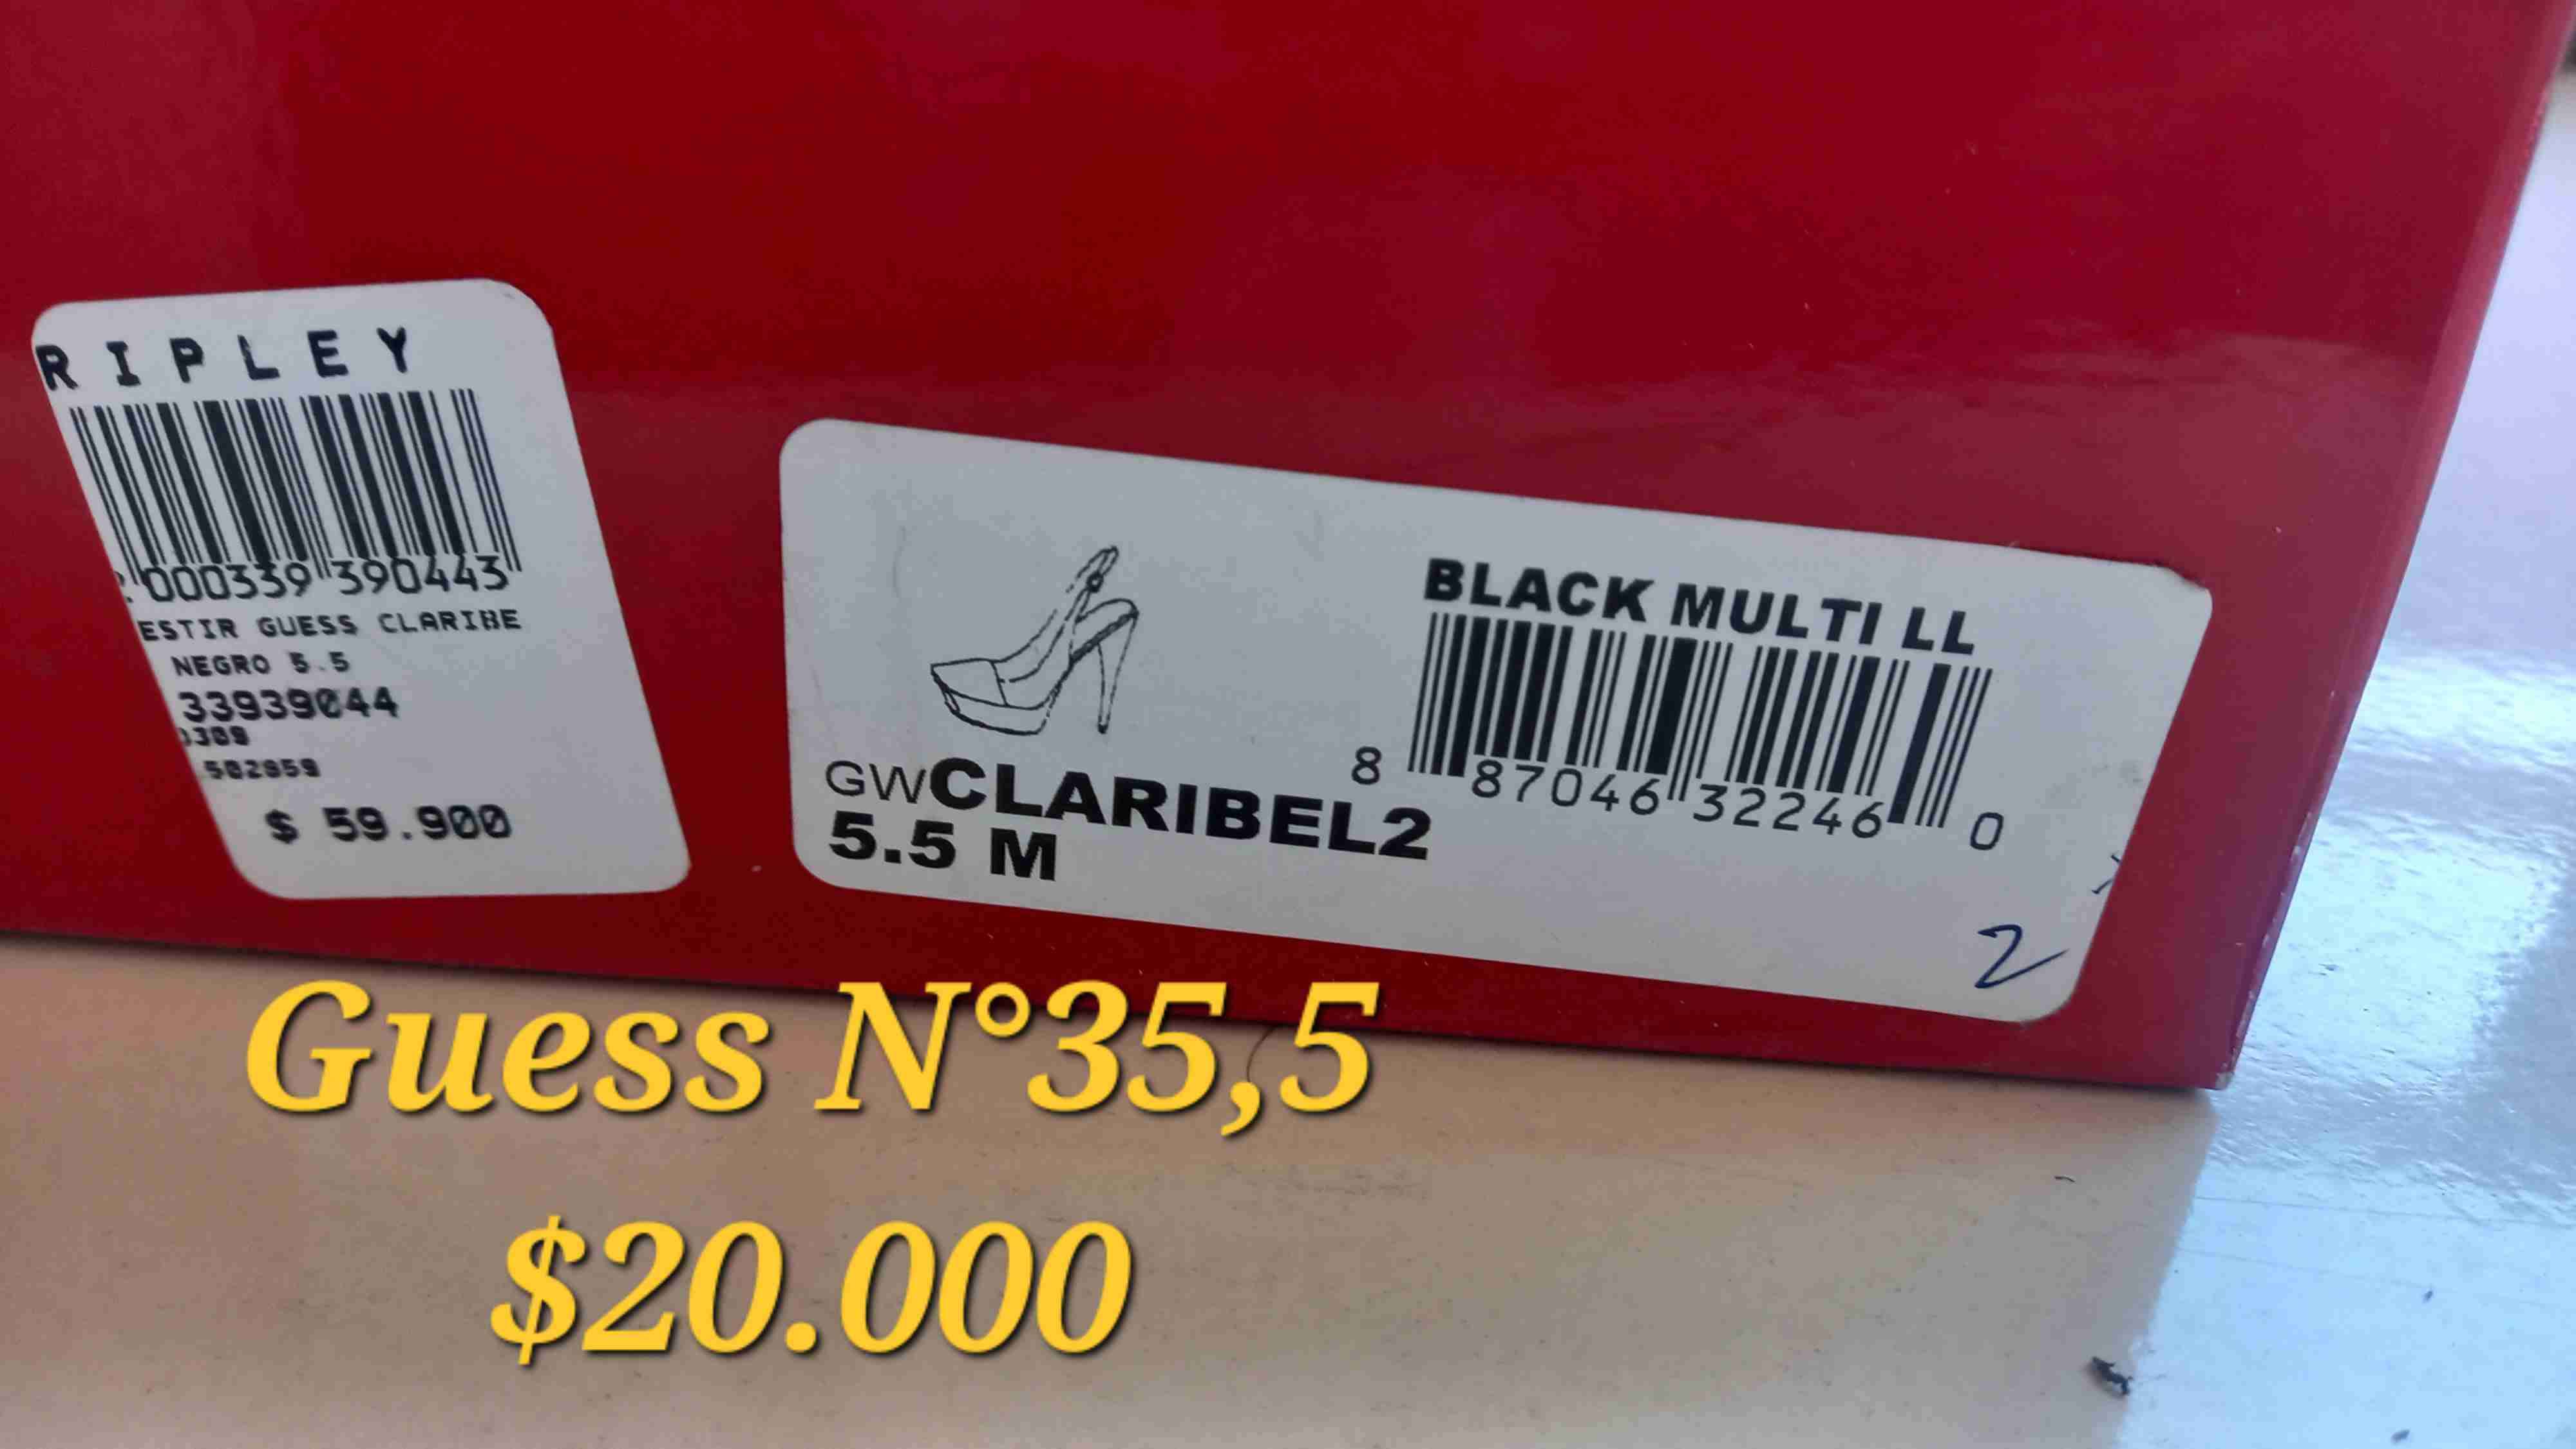 RIPLEY
000339 390443
ESTIR GUESS CLARIBE
NEGRO 5.5
33939044
$ 59.900
BLACK MULTI LL
8 87046 32246 0
GWCLARIBEL2
5.5 M
2
Guess N°35,5
$20.000